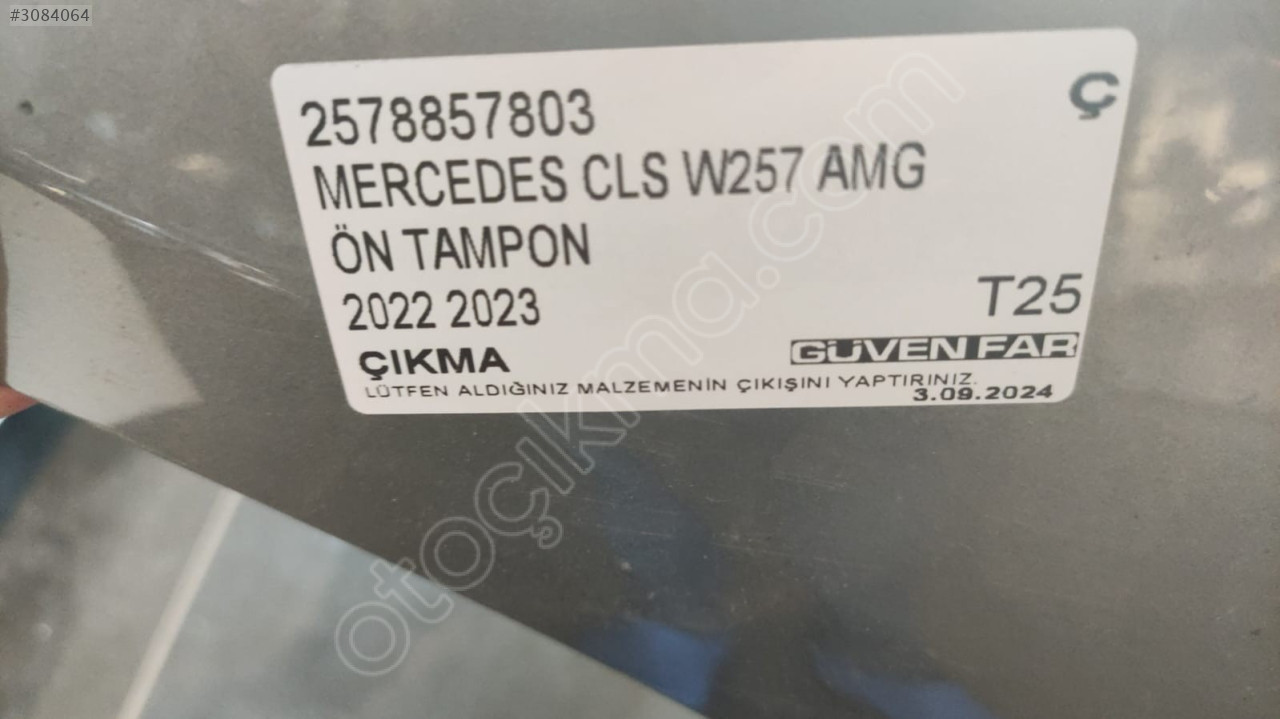 #3084064
2578857803
Ç
MERCEDES CLS W257 AMG
ÖN TAMPON
2022 2023
T25
ÇIKMA
GÜVEN FAR
LÜTFEN ALDIĞINIZ MALZEMENİN ÇIKIŞINI YAPTIRINIZ.
3.09.2024
otoçıkma.com